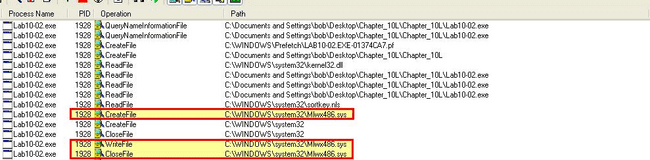 Process Name PID Operation Path
Lab10-02.exe 1928 QueryNameInformationFile C:\Documents and Settings\bob\Desktop\Chapter_10L\Chapter_10L\Lab10-02.exe
Lab10-02.exe 1928 QueryNameInformationFile C:\Documents and Settings\bob\Desktop\Chapter_10L\Chapter_10L\Lab10-02.exe
Lab10-02.exe 1928 CreateFile C:\WINDOWS\Prefetch\LAB10-02.EXE-01374CA7.pf
Lab10-02.exe 1928 CreateFile C:\Documents and Settings\bob\Desktop\Chapter_10L\Chapter_10L
Lab10-02.exe 1928 ReadFile C:\WINDOWS\system32\kernel32.dll
Lab10-02.exe 1928 ReadFile C:\Documents and Settings\bob\Desktop\Chapter_10L\Chapter_10L\Lab10-02.exe
Lab10-02.exe 1928 ReadFile C:\Documents and Settings\bob\Desktop\Chapter_10L\Chapter_10L\Lab10-02.exe
Lab10-02.exe 1928 ReadFile C:\Documents and Settings\bob\Desktop\Chapter_10L\Chapter_10L\Lab10-02.exe
Lab10-02.exe 1928 ReadFile C:\WINDOWS\system32\sortkey.nls
Lab10-02.exe 1928 CreateFile C:\WINDOWS\system32\Mlwx486.sys
Lab10-02.exe 1928 CreateFile C:\WINDOWS\system32
Lab10-02.exe 1928 CloseFile C:\WINDOWS\system32
Lab10-02.exe 1928 WriteFile C:\WINDOWS\system32\Mlwx486.sys
Lab10-02.exe 1928 CloseFile C:\WINDOWS\system32\Mlwx486.sys